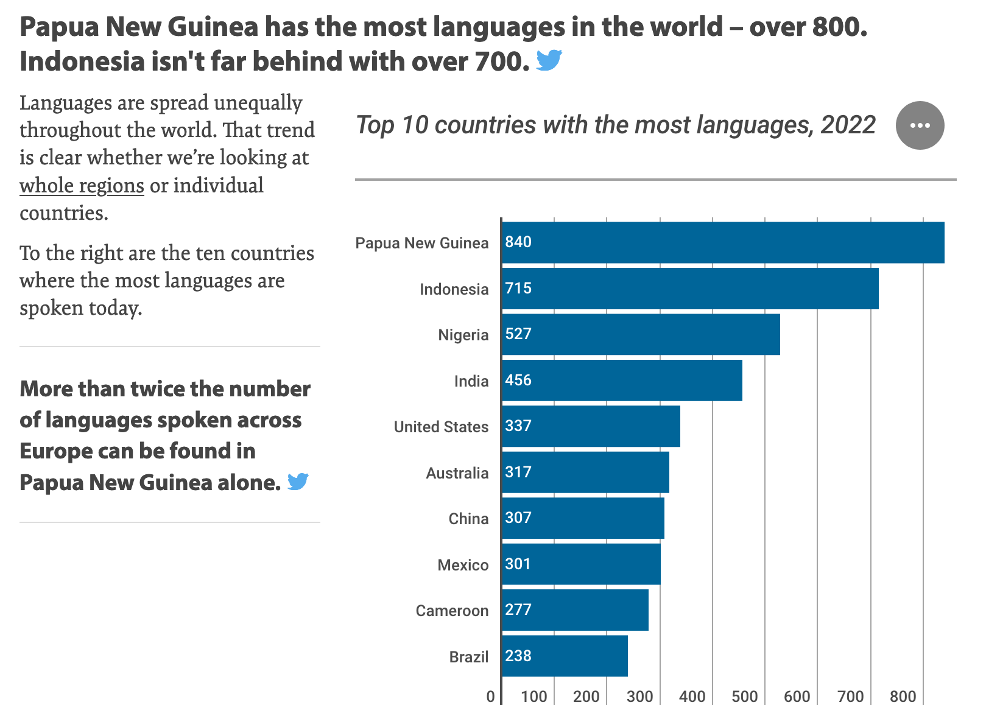 Papua New Guinea has the most languages in the world – over 800.
Indonesia isn't far behind with over 700.
Languages are spread unequally
throughout the world. That trend
is clear whether we’re looking at
whole regions or individual
countries.
To the right are the ten countries
where the most languages are
spoken today.
More than twice the number
of languages spoken across
Europe can be found in
Papua New Guinea alone.
Top 10 countries with the most languages, 2022
Papua New Guinea 840
Indonesia 715
Nigeria 527
India 456
United States 337
Australia 317
China 307
Mexico 301
Cameroon 277
Brazil 238
0 100 200 300 400 500 600 700 800